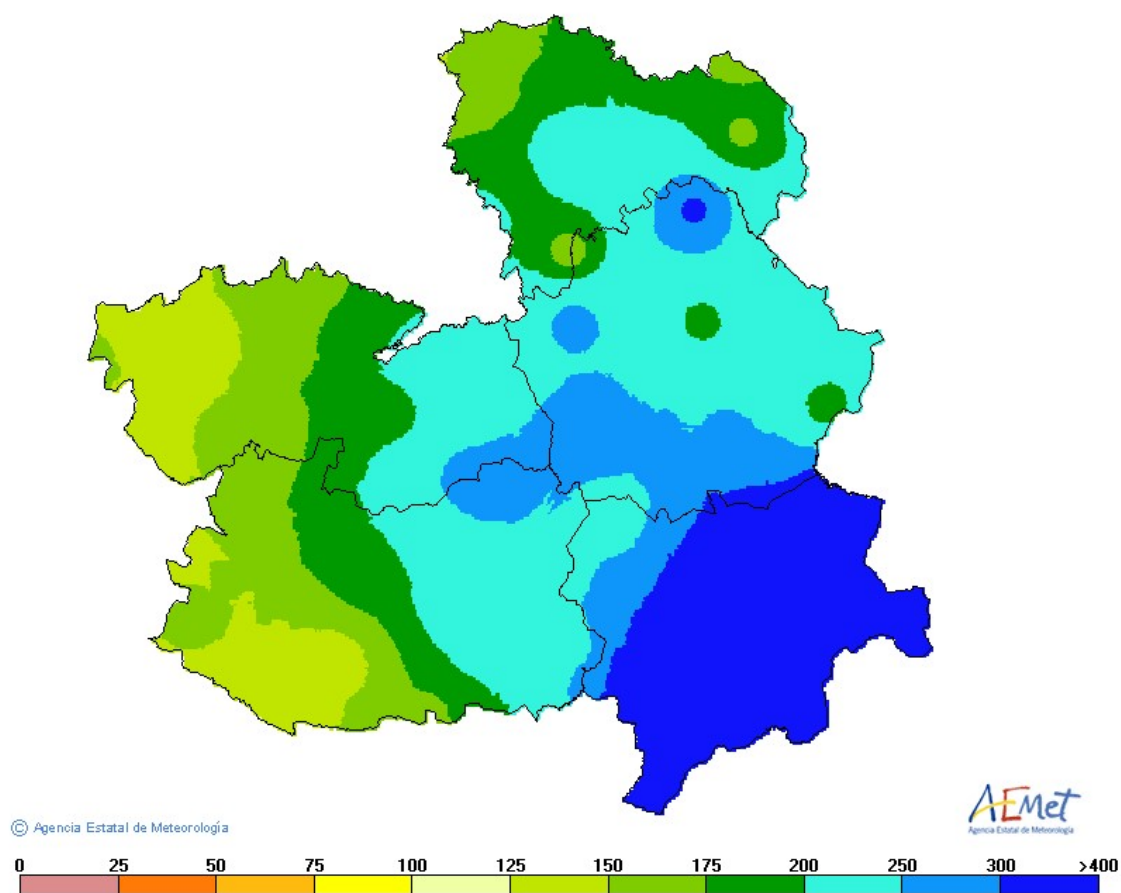 AEMet
Agencia Estatal de Meteorología
© Agencia Estatal de Meteorología
0 25 50 75 100 125 150 175 200 250 300 >400